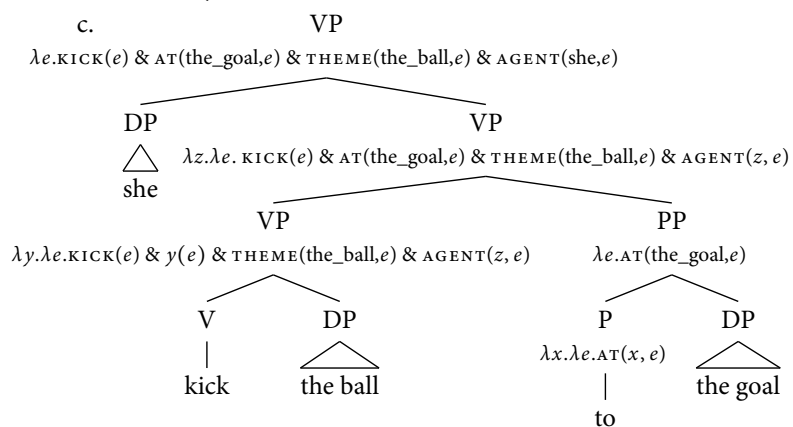 c. VP
λe.KICK(e) & AT(the_goal,e) & THEME(the_ball,e) & AGENT(she,e)
DP VP
λz.λe. KICK(e) & AT(the_goal,e) & THEME(the_ball,e) & AGENT(z, e)
she
VP PP
λy.λe.KICK(e) & y(e) & THEME(the_ball,e) & AGENT(z, e) λe.AT(the_goal,e)
V DP P DP
λx.λe.AT(x, e)
kick the ball the goal
to